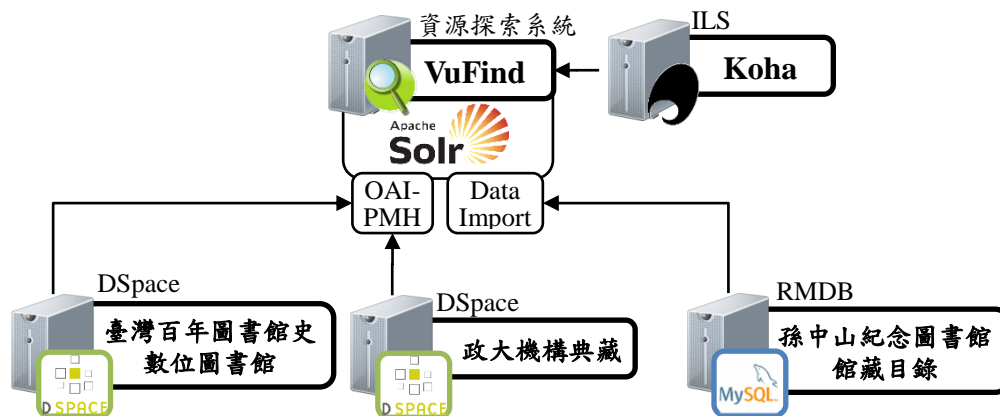 資源探索系統
VuFind
ILS
Koha
Apache
Solr
OAI-
PMH
Data
Import
DSpace
臺灣百年圖書館史
數位圖書館
DSPACE
DSpace
政大機構典藏
DSPACE
RMDB
孫中山紀念圖書館
館藏目錄
MySQL